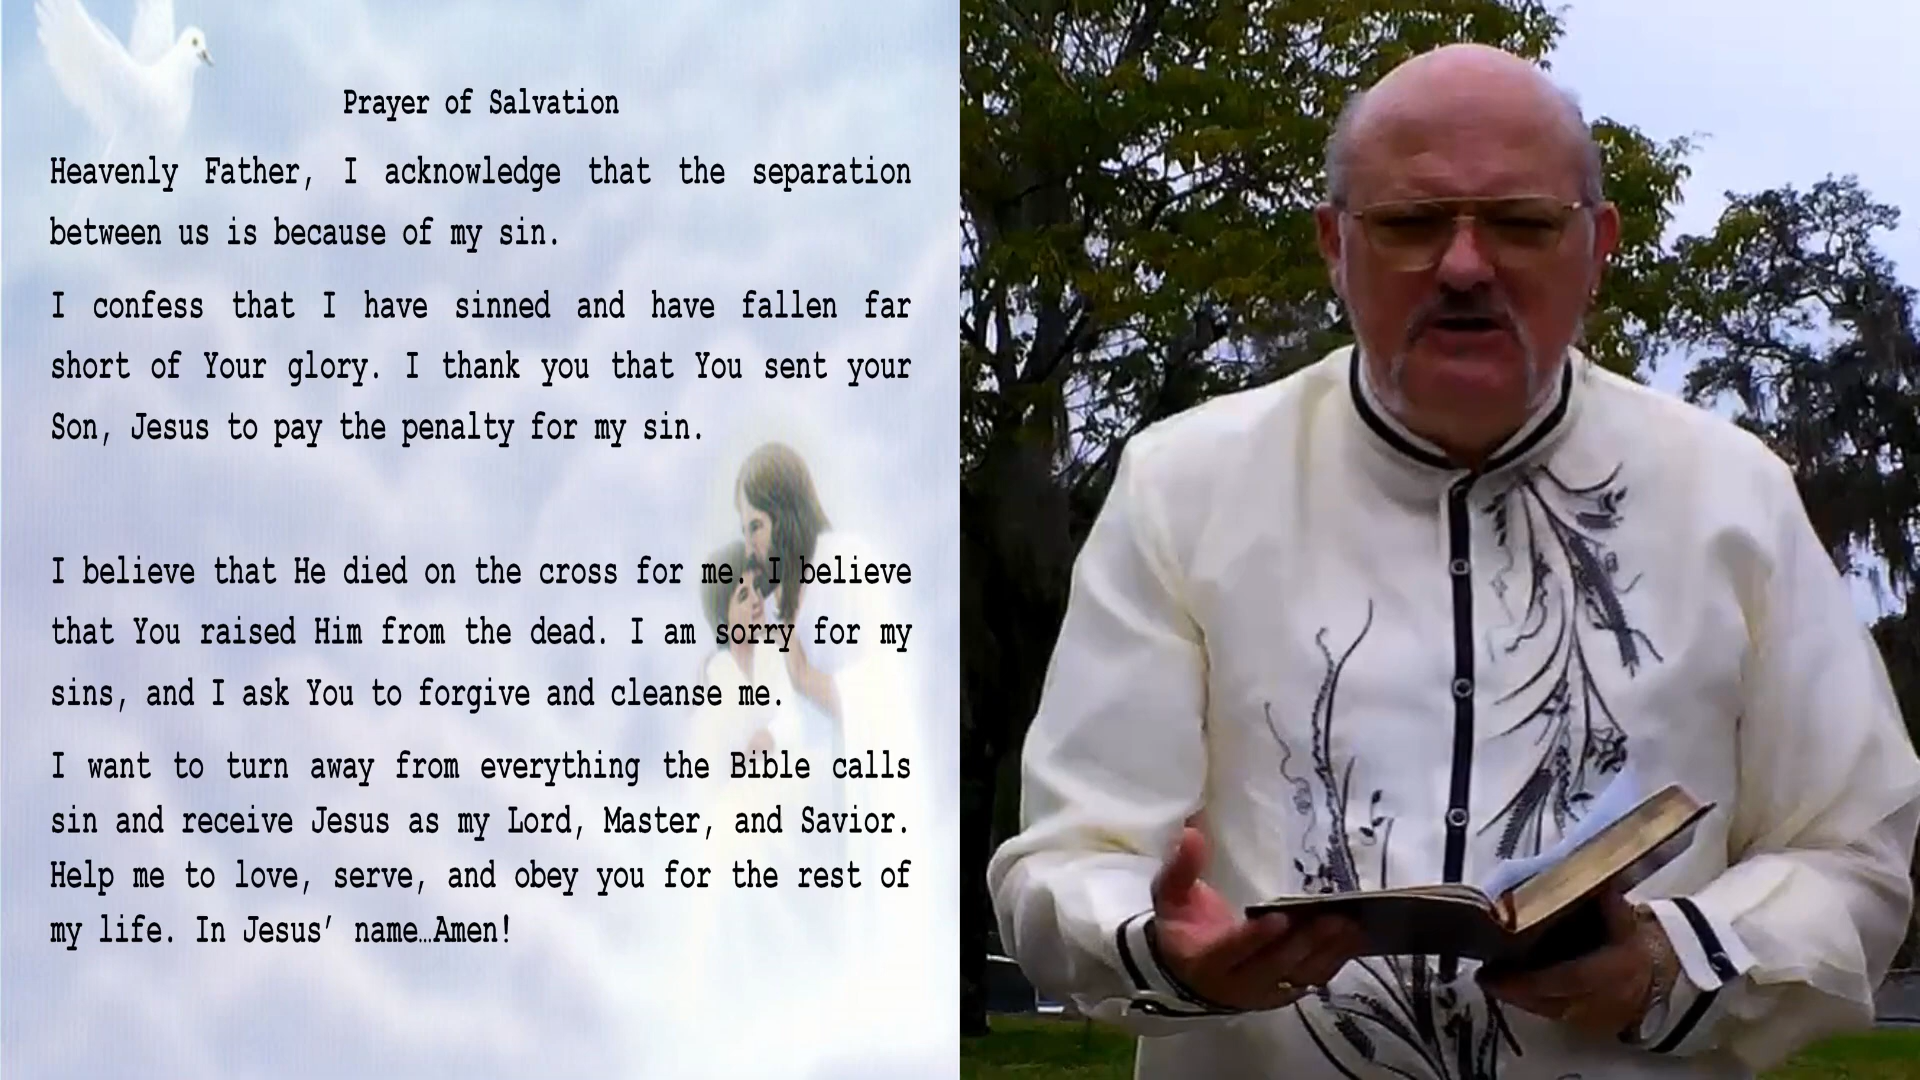 Prayer of Salvation
Heavenly Father, I acknowledge that the separation
between us is because of my sin.
I confess that I have sinned and have fallen far
short of Your glory. I thank you that You sent your
Son, Jesus to pay the penalty for my sin.
I believe that He died on the cross for me. I believe
that You raised Him from the dead. I am sorry for my
sins, and I ask You to forgive and cleanse me.
I want to turn away from everything the Bible calls
sin and receive Jesus as my Lord, Master, and Savior.
Help me to love, serve, and obey you for the rest of
my life. In Jesus’ name…Amen!